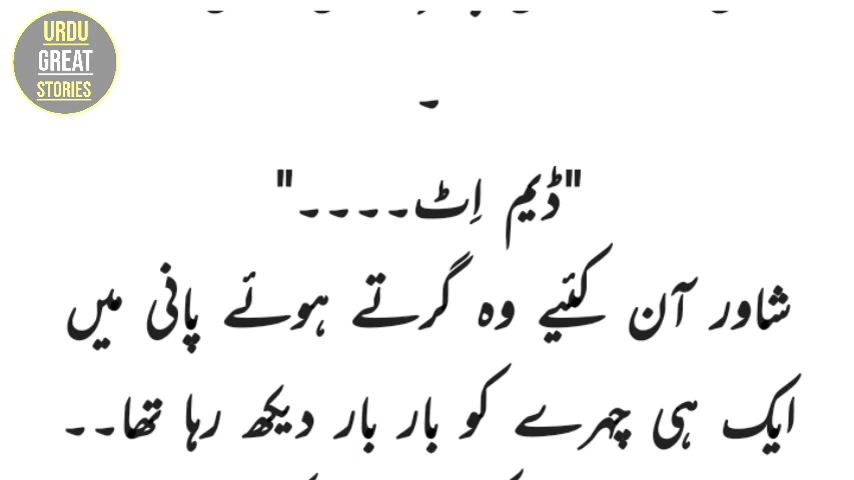 URDU
GREAT
STORIES
۔
"ڈیم اِٹ۔۔۔۔"
شاور آن کئیے وہ گرتے ہوئے پانی میں
ایک ہی چہرے کو بار بار دیکھ رہا تھا۔۔